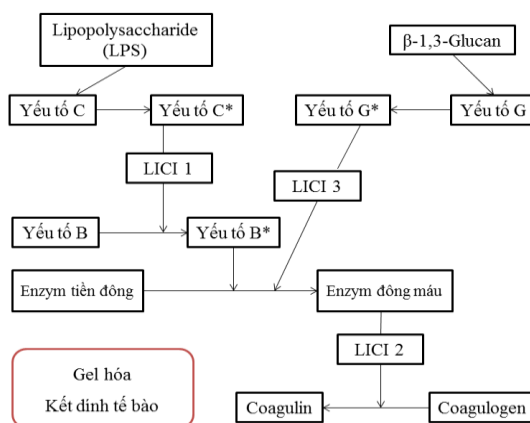 Lipopolysaccharide
(LPS)
β-1,3-Glucan
Yếu tố C
Yếu tố C*
Yếu tố G*
Yếu tố G
LICI 1
LICI 3
Yếu tố B
Yếu tố B*
Enzym tiền đông
Enzym đông máu
LICI 2
Gel hóa
Kết dính tế bào
Coagulin
Coagulogen